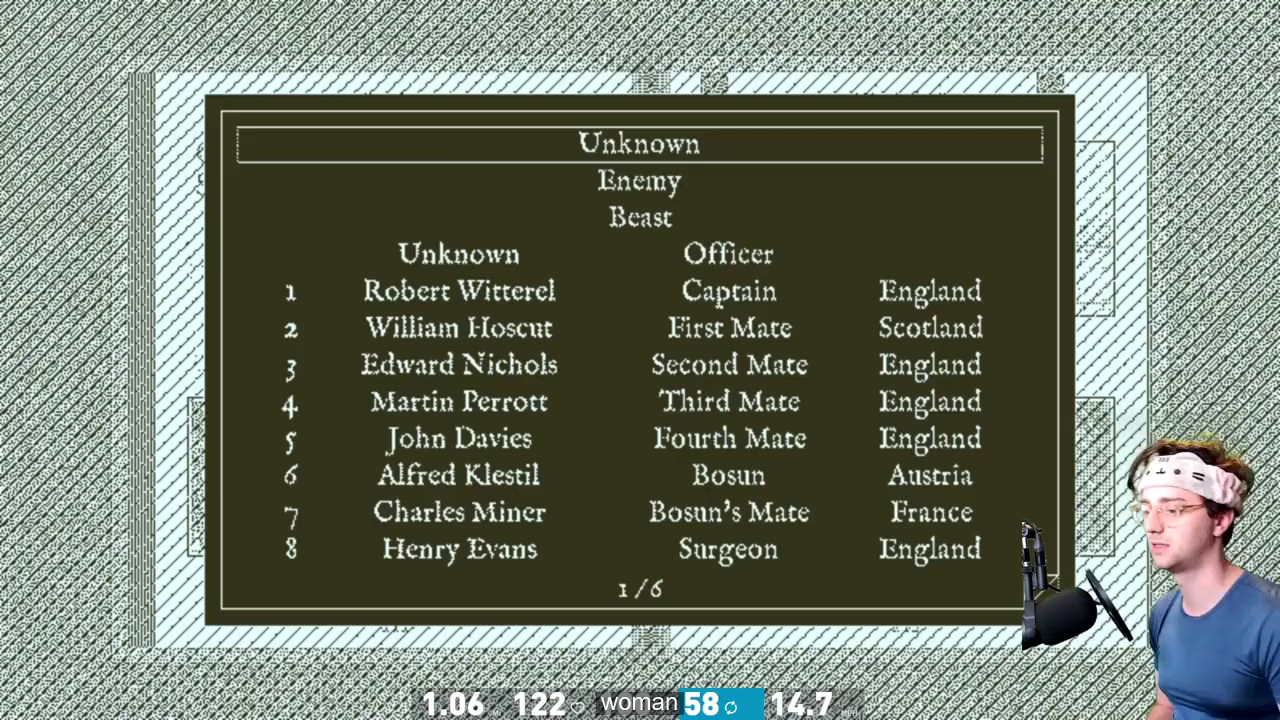 Unknown
Enemy
Beast
Unknown Officer
1 Robert Witterel Captain England
2 William Hoscut First Mate Scotland
3 Edward Nichols Second Mate England
4 Martin Perrott Third Mate England
5 John Davies Fourth Mate England
6 Alfred Klestil Bosun Austria
7 Charles Miner Bosun's Mate France
8 Henry Evans Surgeon England
1/6
1.06 122 woman 58 14.7